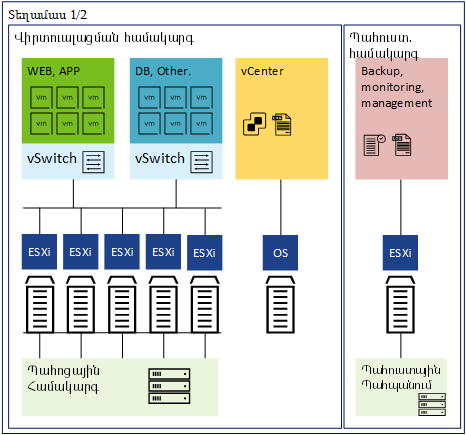 Տեղամաս 1/2
Վիրտուալացման համակարգ
WEB, APP
vm vm vm
vm vm vm
vSwitch
DB, Other.
vm vm vm
vm vm vm
vSwitch
vCenter
Պահուստ.
համակարգ
Backup,
monitoring,
management
ESXi ESXi ESXi ESXi ESXi
OS
ESXi
Պահոցային
Համակարգ
Պահուստային
Պահպանում